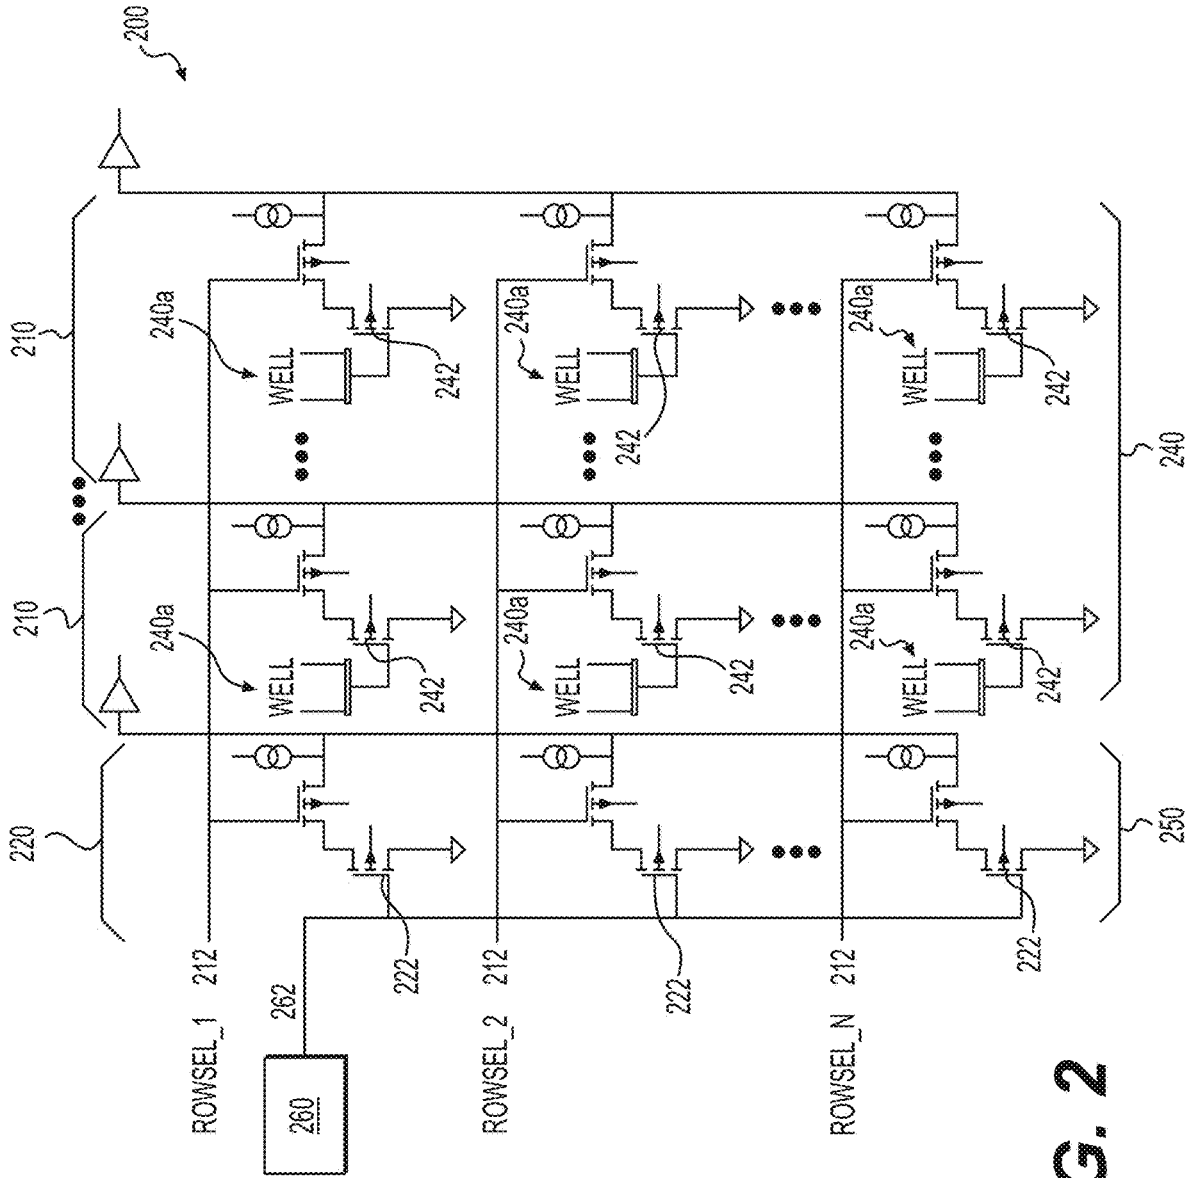 220 210 210
200
240a 240a
ROWSEL_1 212
262 WELL WELL
260
222 242 242
ROWSEL_2 212
240a 240a
WELL WELL
242
222 242
ROWSEL_N 212
240a 240a
WELL WELL
222 242 242
250 240
G. 2